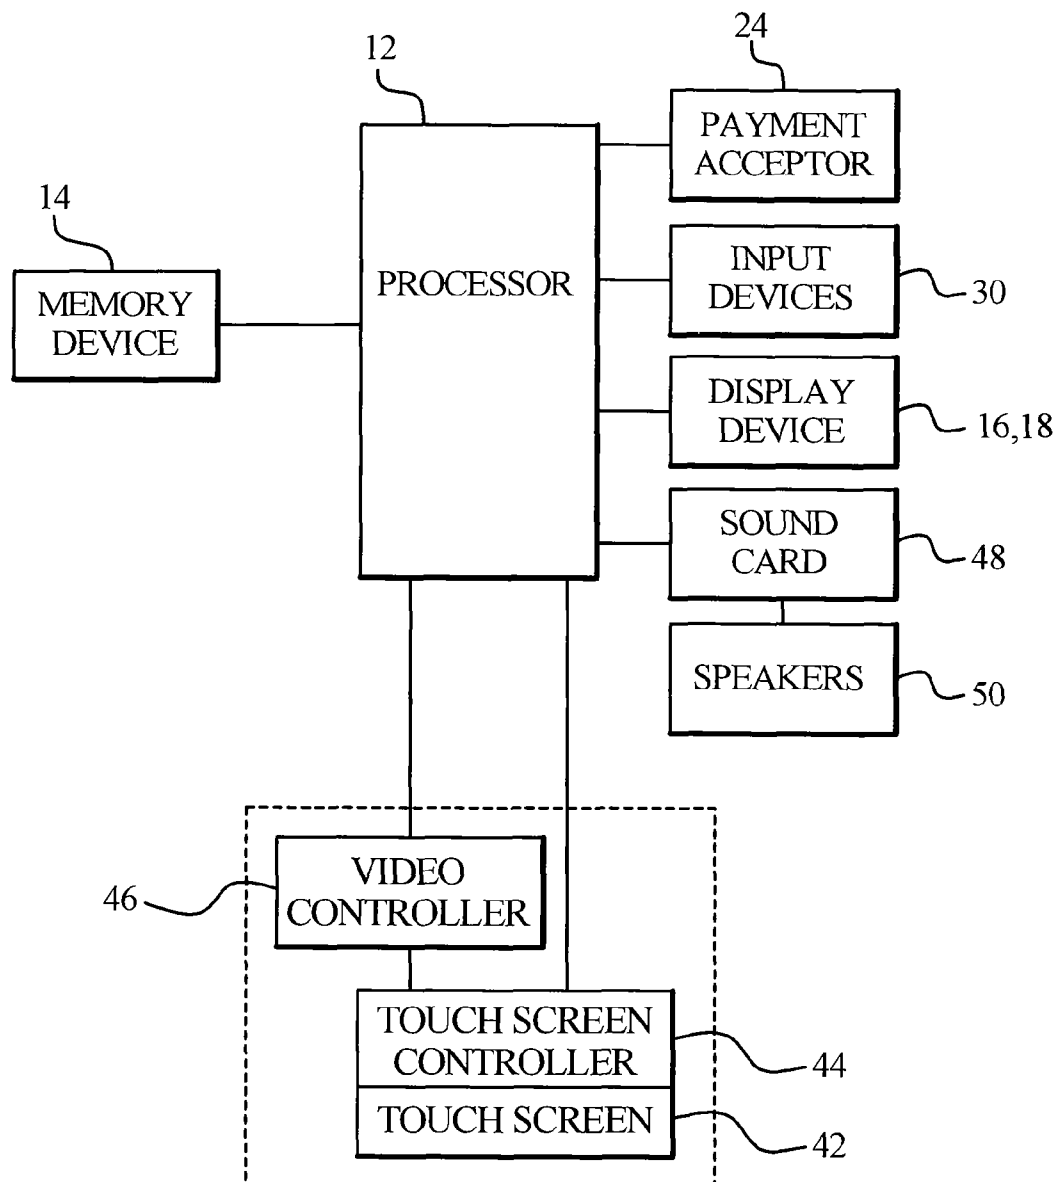 24
12
PAYMENT
ACCEPTOR
14
PROCESSOR
INPUT
DEVICES
30
MEMORY
DEVICE
DISPLAY
DEVICE
16,18
SOUND
CARD
48
SPEAKERS
50
VIDEO
CONTROLLER
46
TOUCH SCREEN
CONTROLLER
44
TOUCH SCREEN
42